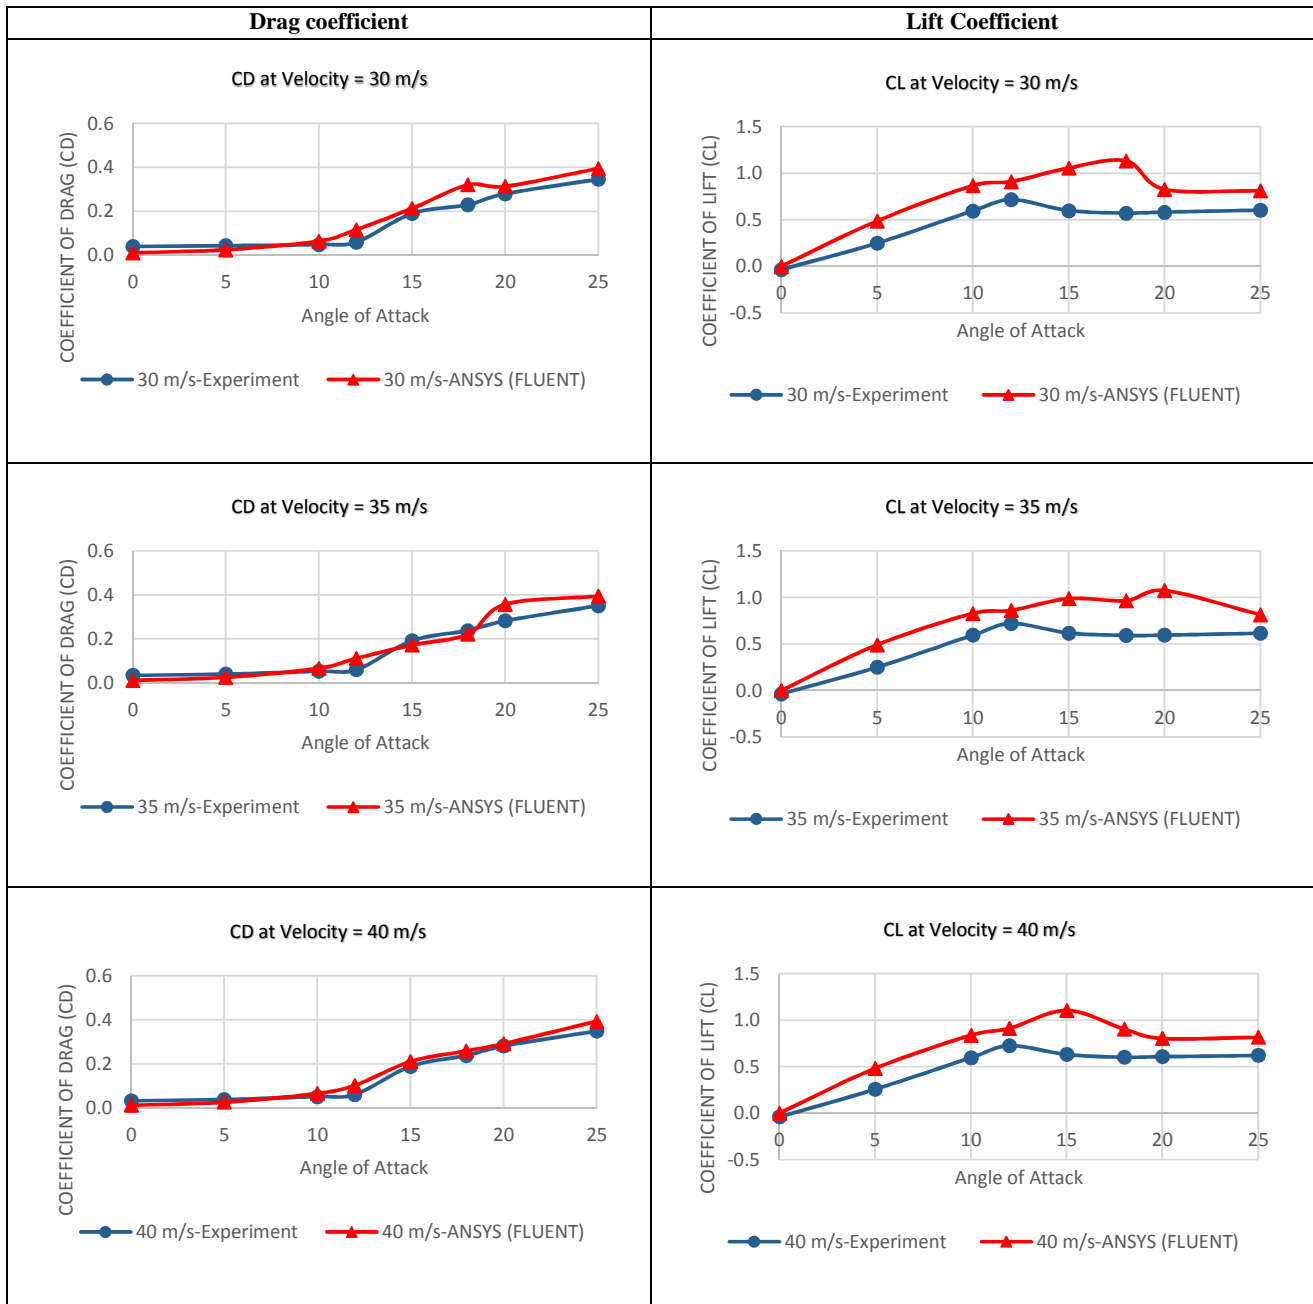 Drag coefficient
Lift Coefficient
CD at Velocity = 30 m/s
COEFFICIENT OF DRAG (CD)
0.6
0.4
0.2
0.0
0 5 10 15 20 25
Angle of Attack
30 m/s-Experiment 30 m/s-ANSYS (FLUENT)
CL at Velocity = 30 m/s
COEFFICIENT OF LIFT (CL)
1.5
1.0
0.5
0.0
-0.5
0 5 10 15 20 25
Angle of Attack
30 m/s-Experiment 30 m/s-ANSYS (FLUENT)
CD at Velocity = 35 m/s
COEFFICIENT OF DRAG (CD)
0.6
0.4
0.2
0.0
0 5 10 15 20 25
Angle of Attack
35 m/s-Experiment 35 m/s-ANSYS (FLUENT)
CL at Velocity = 35 m/s
COEFFICIENT OF LIFT (CL)
1.5
1.0
0.5
0.0
-0.5
0 5 10 15 20 25
Angle of Attack
35 m/s-Experiment 35 m/s-ANSYS (FLUENT)
CD at Velocity = 40 m/s
COEFFICIENT OF DRAG (CD)
0.6
0.4
0.2
0.0
0 5 10 15 20 25
Angle of Attack
40 m/s-Experiment 40 m/s-ANSYS (FLUENT)
CL at Velocity = 40 m/s
COEFFICIENT OF LIFT (CL)
1.5
1.0
0.5
0.0
-0.5
0 5 10 15 20 25
Angle of Attack
40 m/s-Experiment 40 m/s-ANSYS (FLUENT)